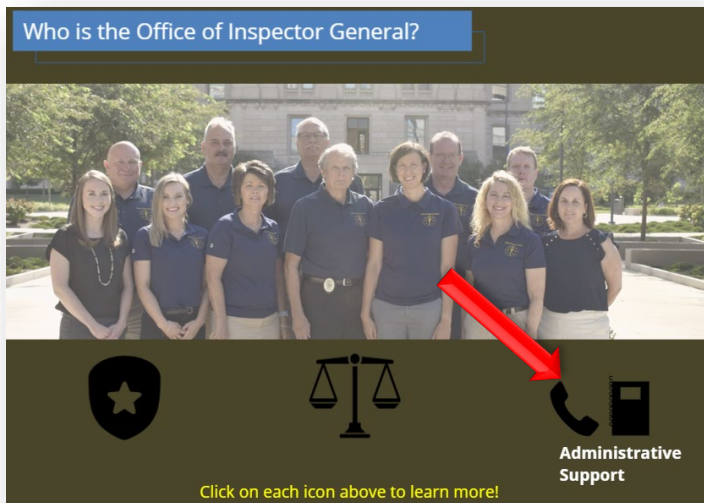 Who is the Office of Inspector General?
Administrative
Support
Click on each icon above to learn more!